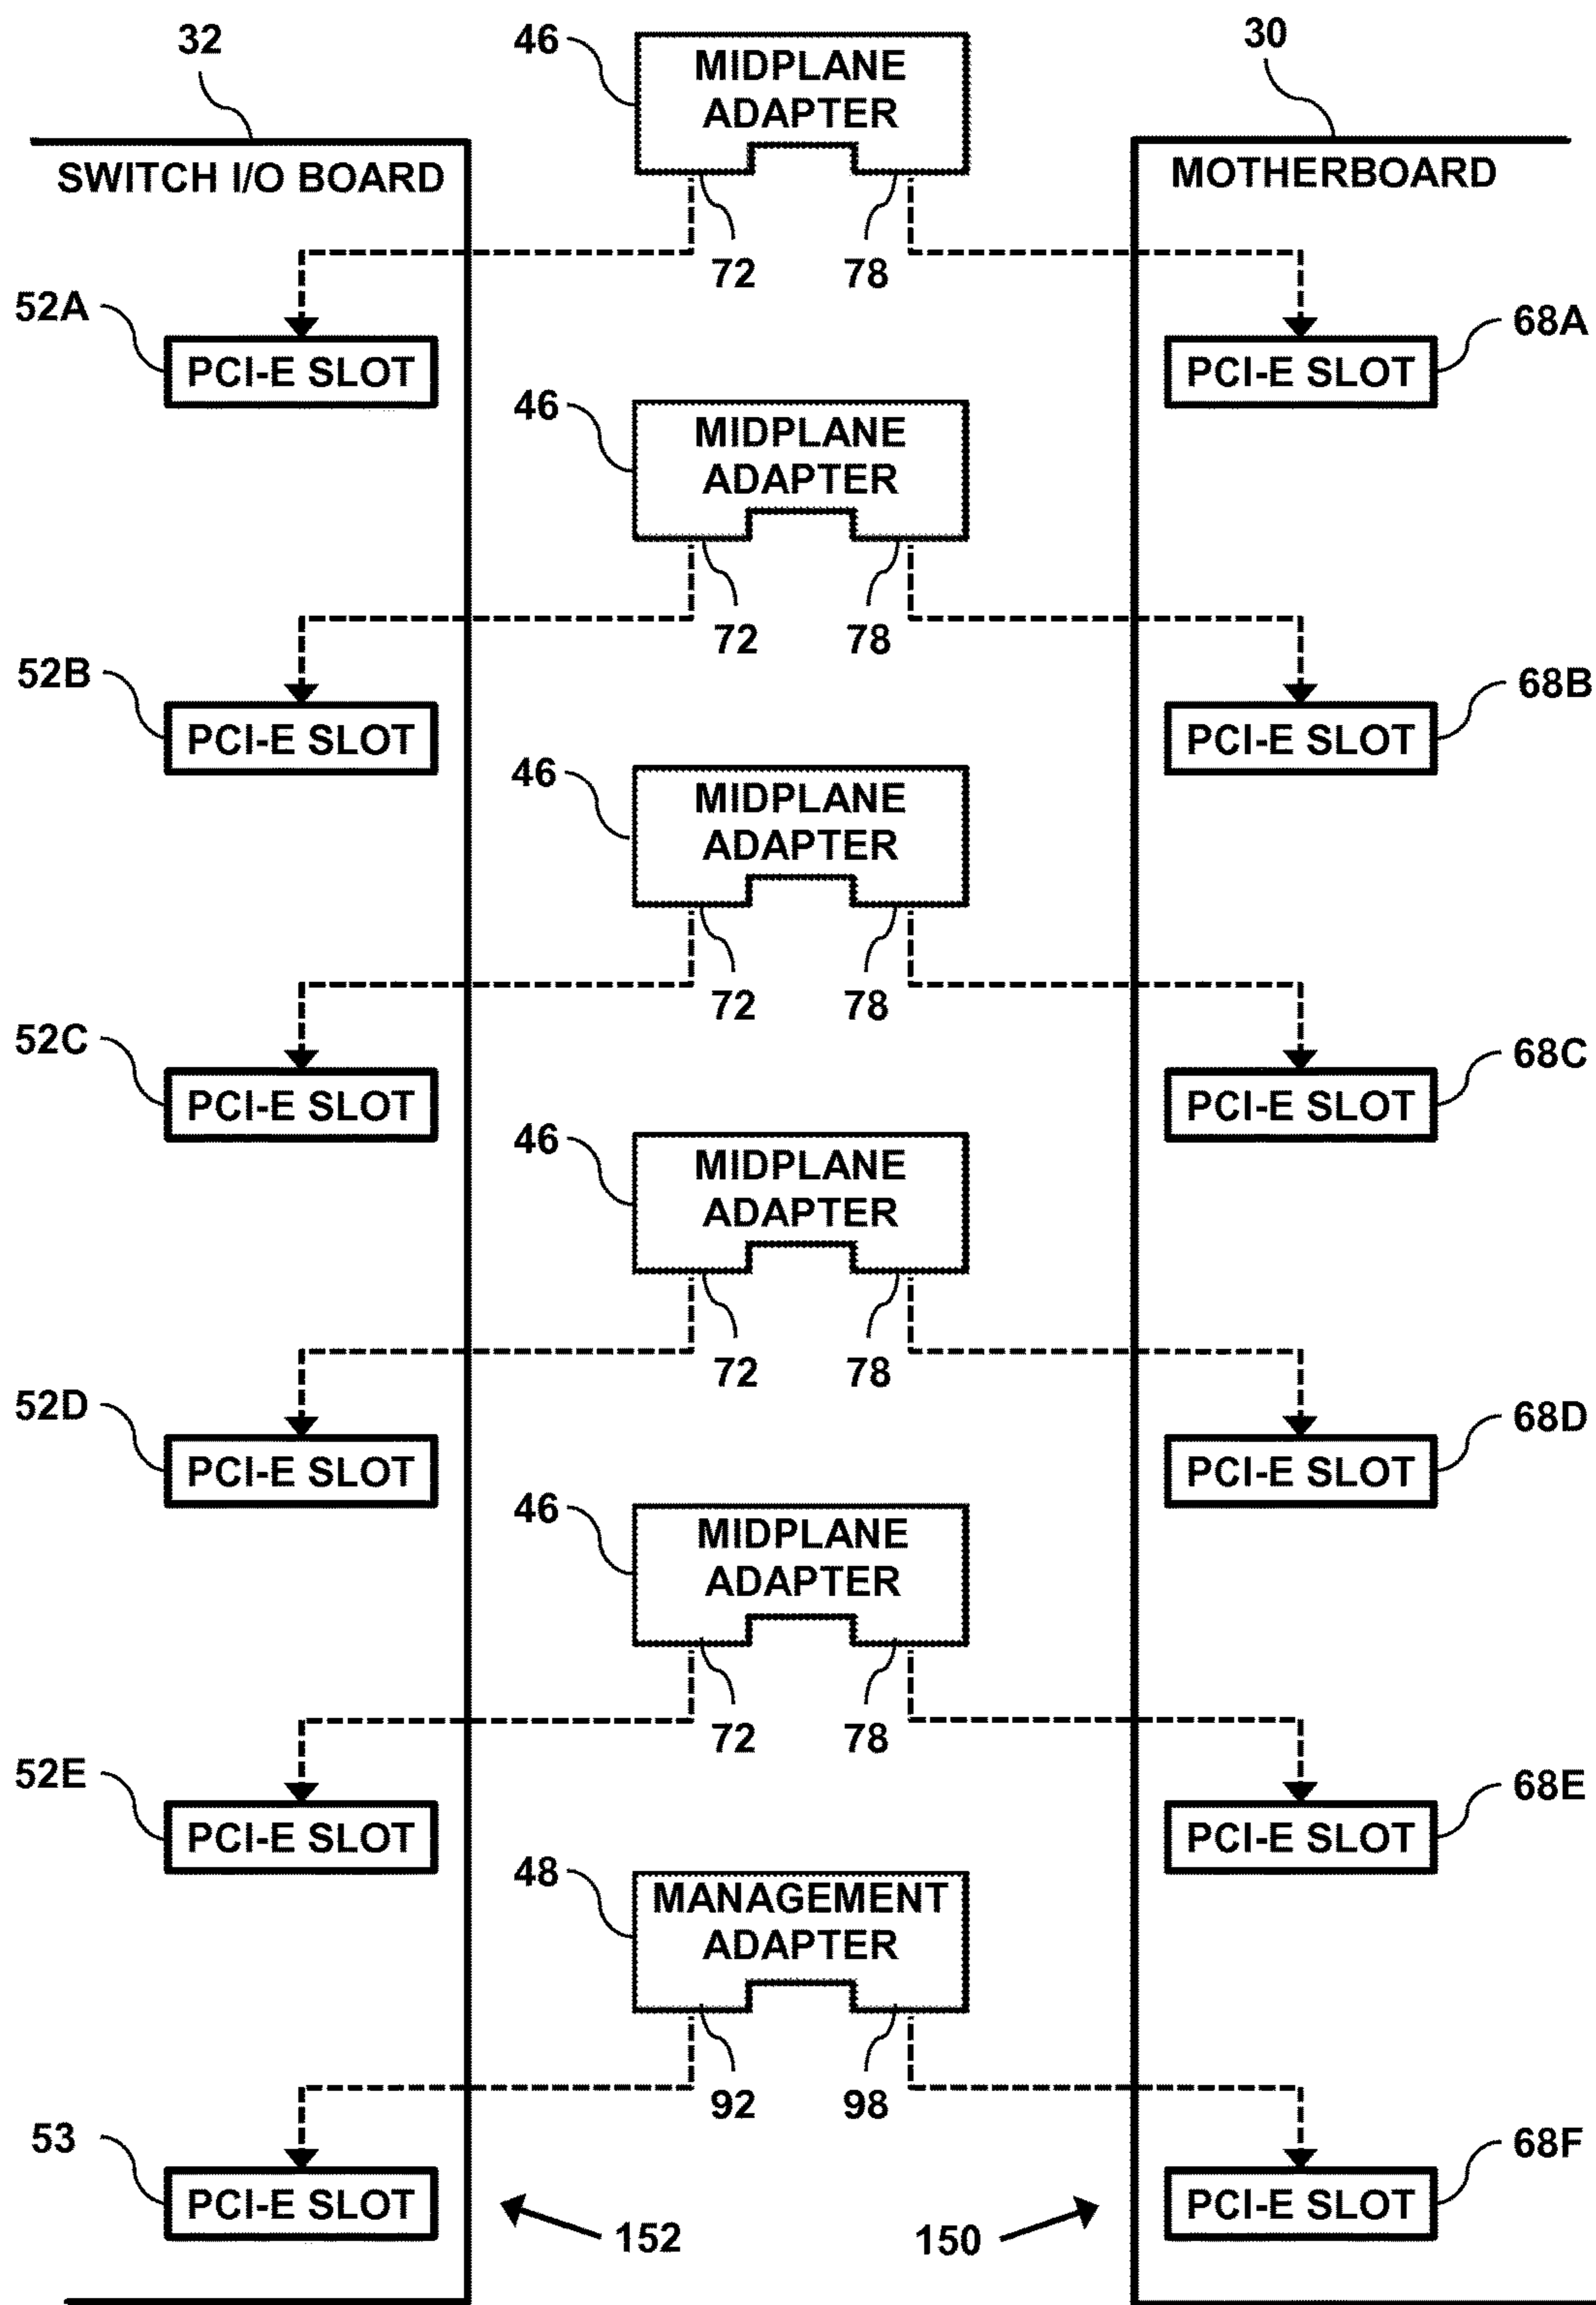 32
46
30
MIDPLANE
ADAPTER
SWITCH I/O BOARD
MOTHERBOARD
72
78
52A
68A
PCI-E SLOT
PCI-E SLOT
46
MIDPLANE
ADAPTER
72
78
52B
68B
PCI-E SLOT
PCI-E SLOT
46
MIDPLANE
ADAPTER
72
78
52C
68C
PCI-E SLOT
PCI-E SLOT
46
MIDPLANE
ADAPTER
72
78
52D
68D
PCI-E SLOT
PCI-E SLOT
46
MIDPLANE
ADAPTER
72
78
52E
68E
PCI-E SLOT
PCI-E SLOT
48
MANAGEMENT
ADAPTER
92
98
53
68F
PCI-E SLOT
PCI-E SLOT
152
150